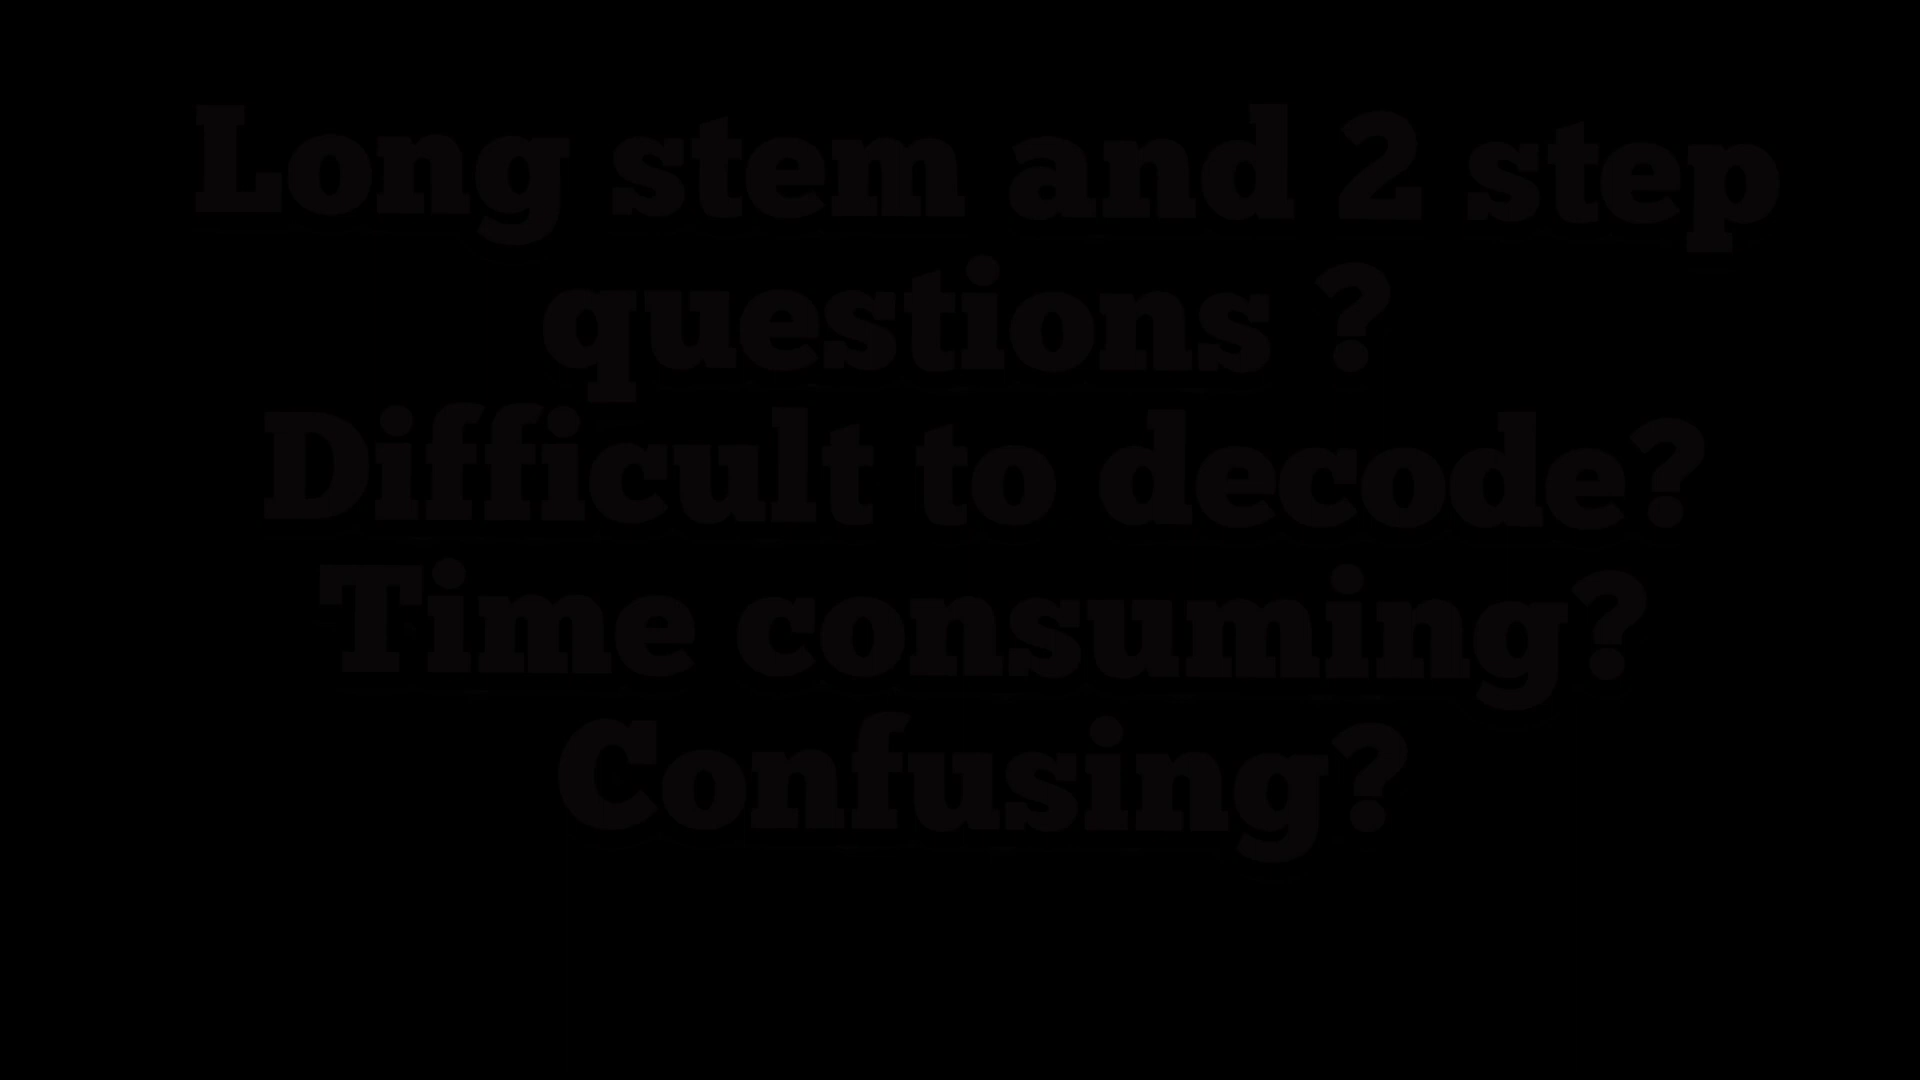 Long stem and 2 step
questions ?
Difficult to decode?
Time consuming?
Confusing?